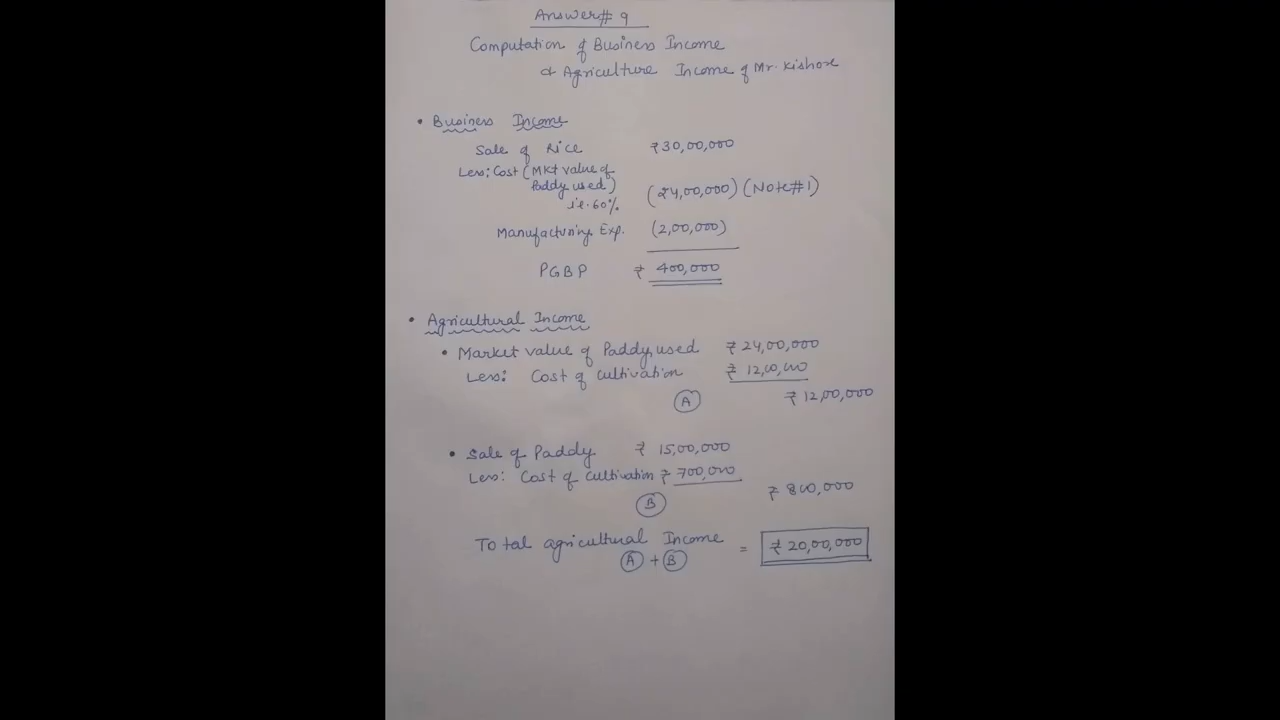 Answer# 9
Computation of Business Income
& Agriculture Income of Mr. Kishore
• Business Income
Sale of Rice ₹30,00,000
Less: Cost (Mkt value of
Paddy used) (₹24,00,000) (Note#1)
i.e. 60%
Manufacturing Exp. (2,00,000)
PGBP ₹ 400,000
• Agricultural Income
• Market value of Paddy used ₹ 24,00,000
Less: Cost of cultivation ₹ 12,00,000
A ₹ 12,00,000
• Sale of Paddy ₹ 15,00,000
Less: Cost of cultivation ₹ 700,000
B ₹ 800,000
Total agricultural Income = ₹ 20,00,000
A + B